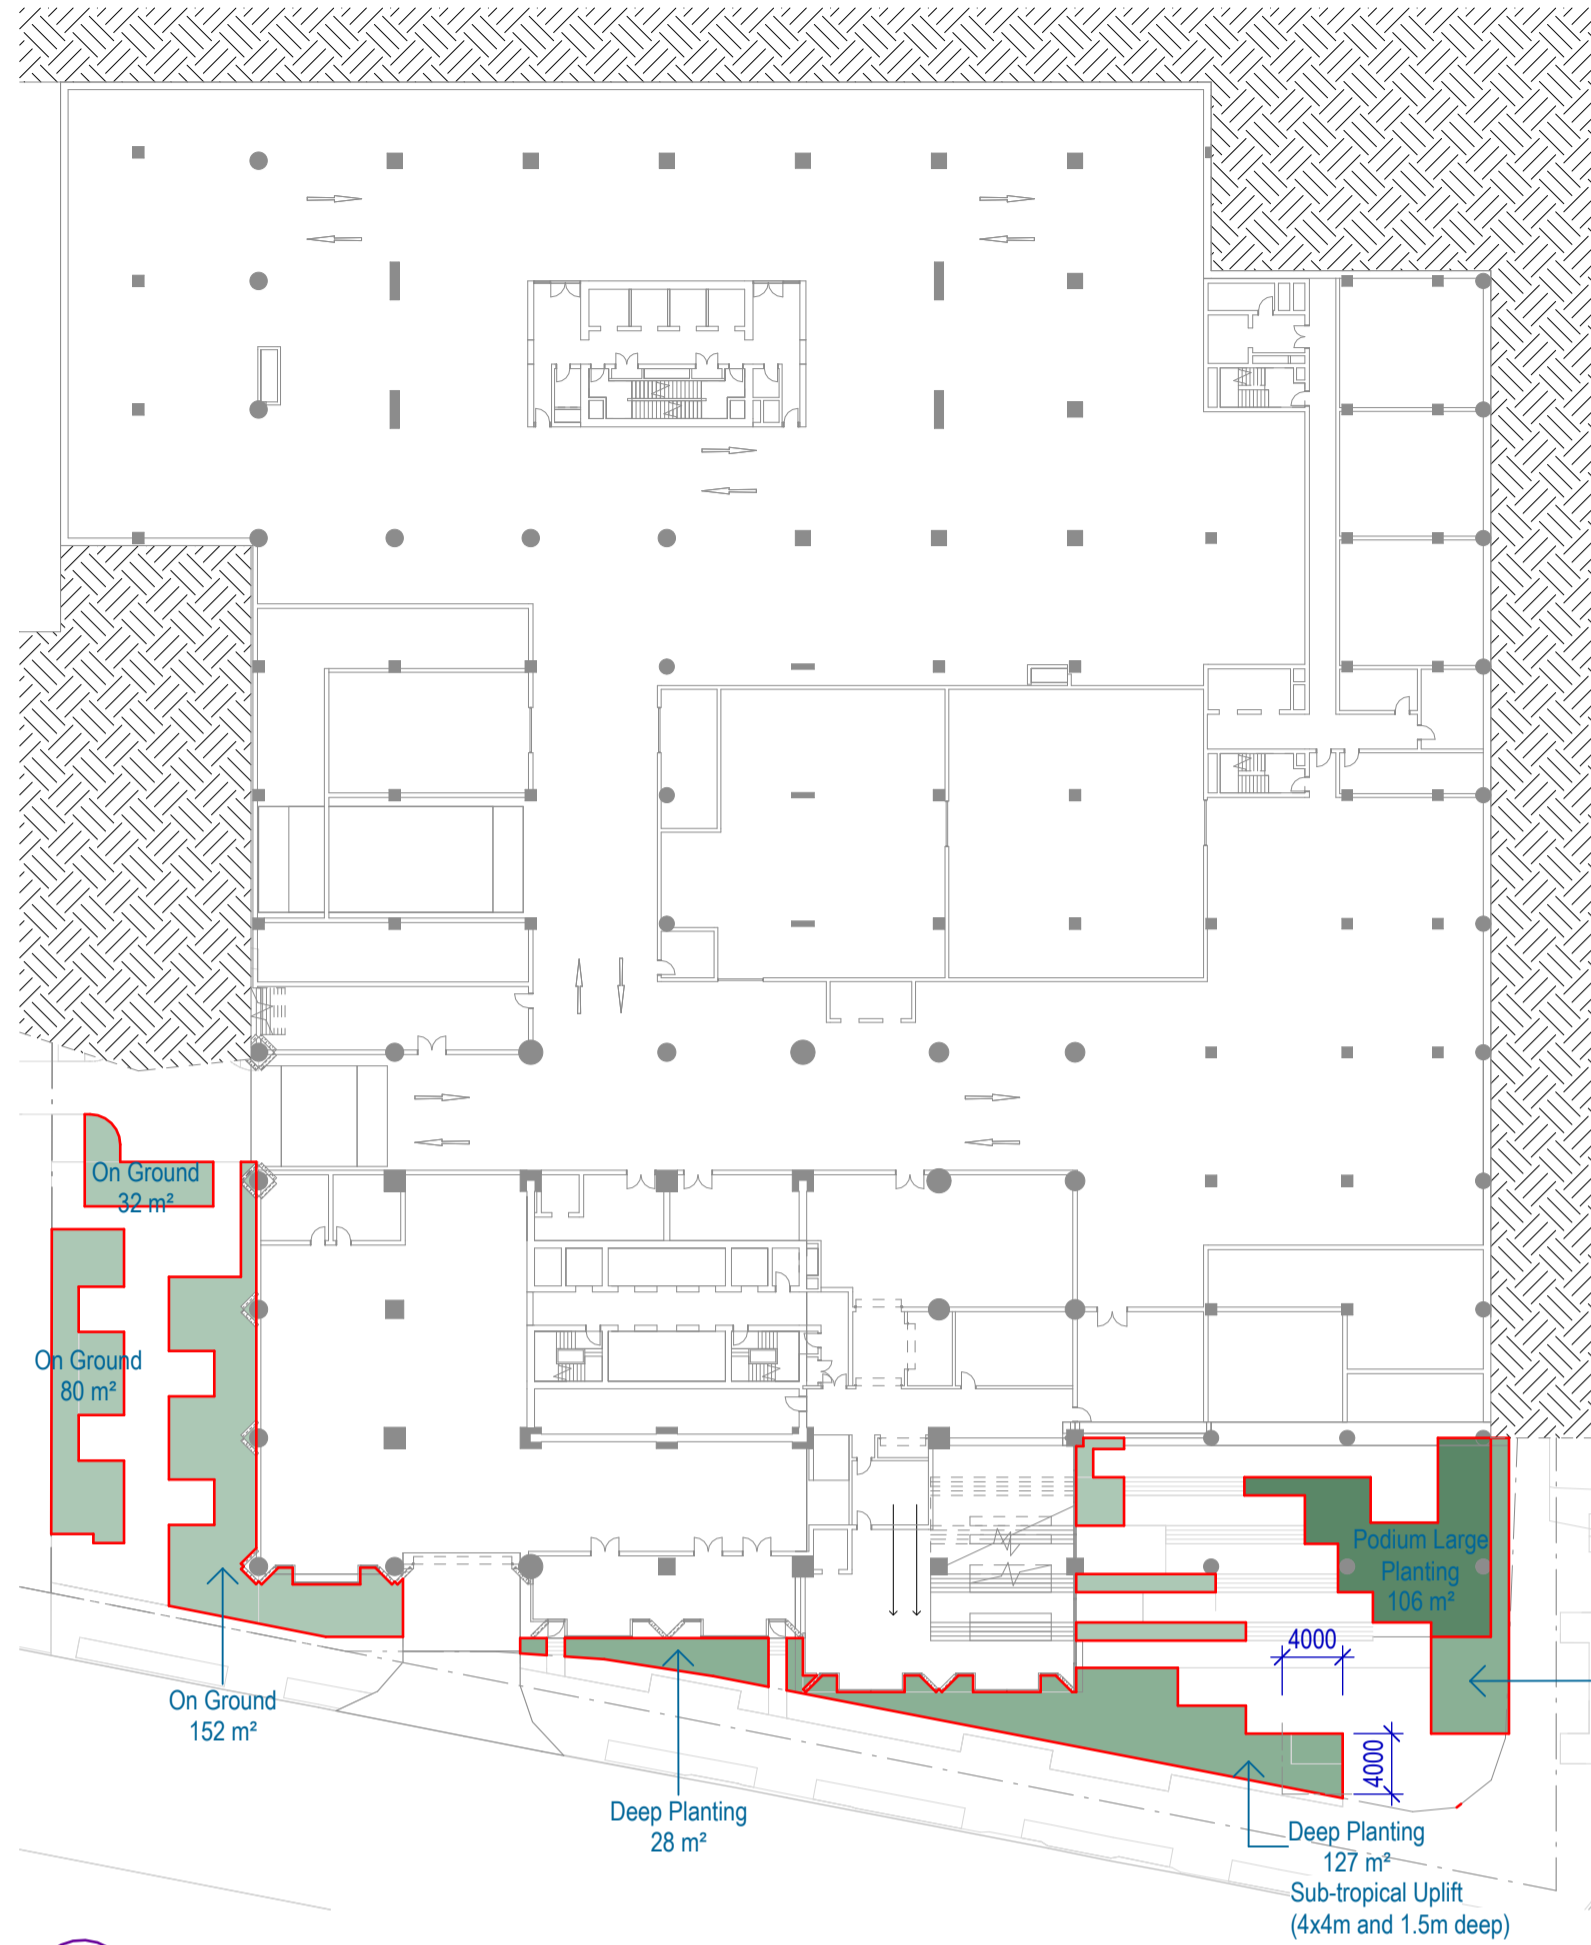 On Ground
32 m²
On Ground
80 m²
On Ground
152 m²
Deep Planting
28 m²
Podium Large
Planting
106 m²
4000
4000
Deep Planting
127 m²
Sub-tropical Uplift
(4x4m and 1.5m deep)